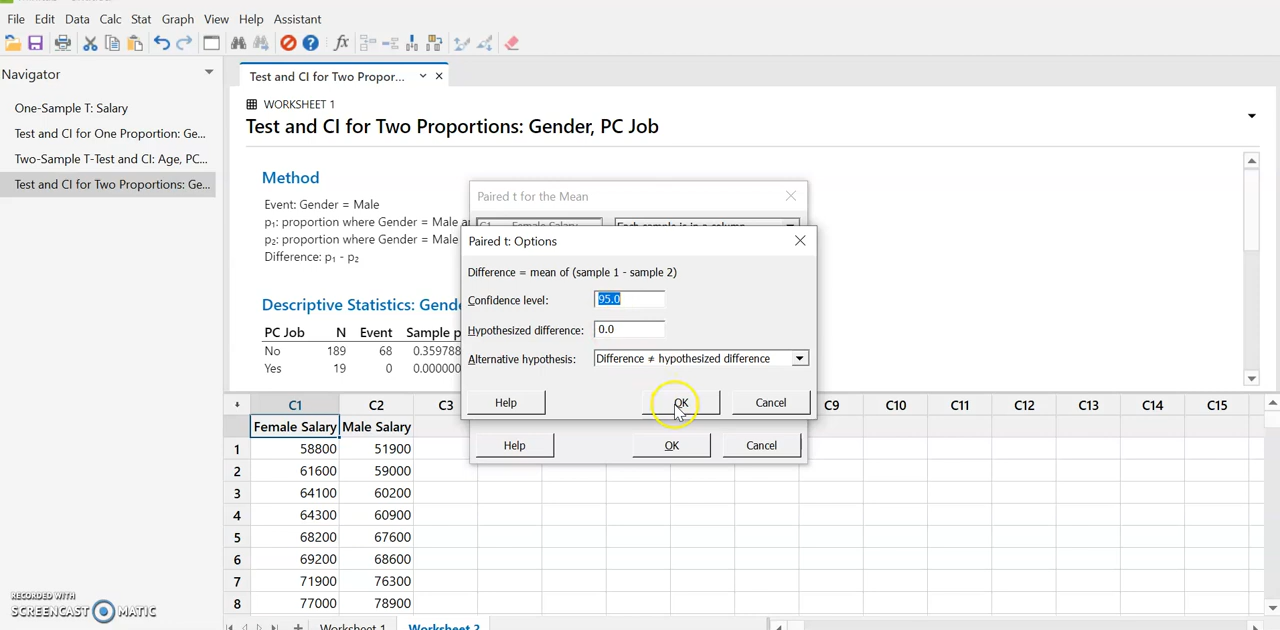 File Edit Data Calc Stat Graph View Help Assistant
Navigator
One-Sample T: Salary
Test and CI for One Proportion: Ge...
Two-Sample T-Test and CI: Age, PC...
Test and CI for Two Proportions: Ge...
Test and CI for Two Propor...
WORKSHEET 1
Test and CI for Two Proportions: Gender, PC Job
Method
Event: Gender = Male
p₁: proportion where Gender = Male
p₂: proportion where Gender = Male
Difference: p₁ - p₂
Descriptive Statistics:
PC Job N Event Sample p
No 189 68 0.359788
Yes 19 0 0.000000
Paired t for the Mean
Paired t: Options
Difference = mean of (sample 1 - sample 2)
Confidence level: 95.0
Hypothesized difference: 0.0
Alternative hypothesis: Difference ≠ hypothesized difference
Help OK Cancel
Help OK Cancel
C1 C2 C3 C9 C10 C11 C12 C13 C14 C15
Female Salary Male Salary
1 58800 51900
2 61600 59000
3 64100 60200
4 64300 60900
5 68200 67600
6 69200 68600
7 71900 76300
8 77000 78900
Worksheet 1 Worksheet 2
RECORDED WITH
SCREENCAST MATIC